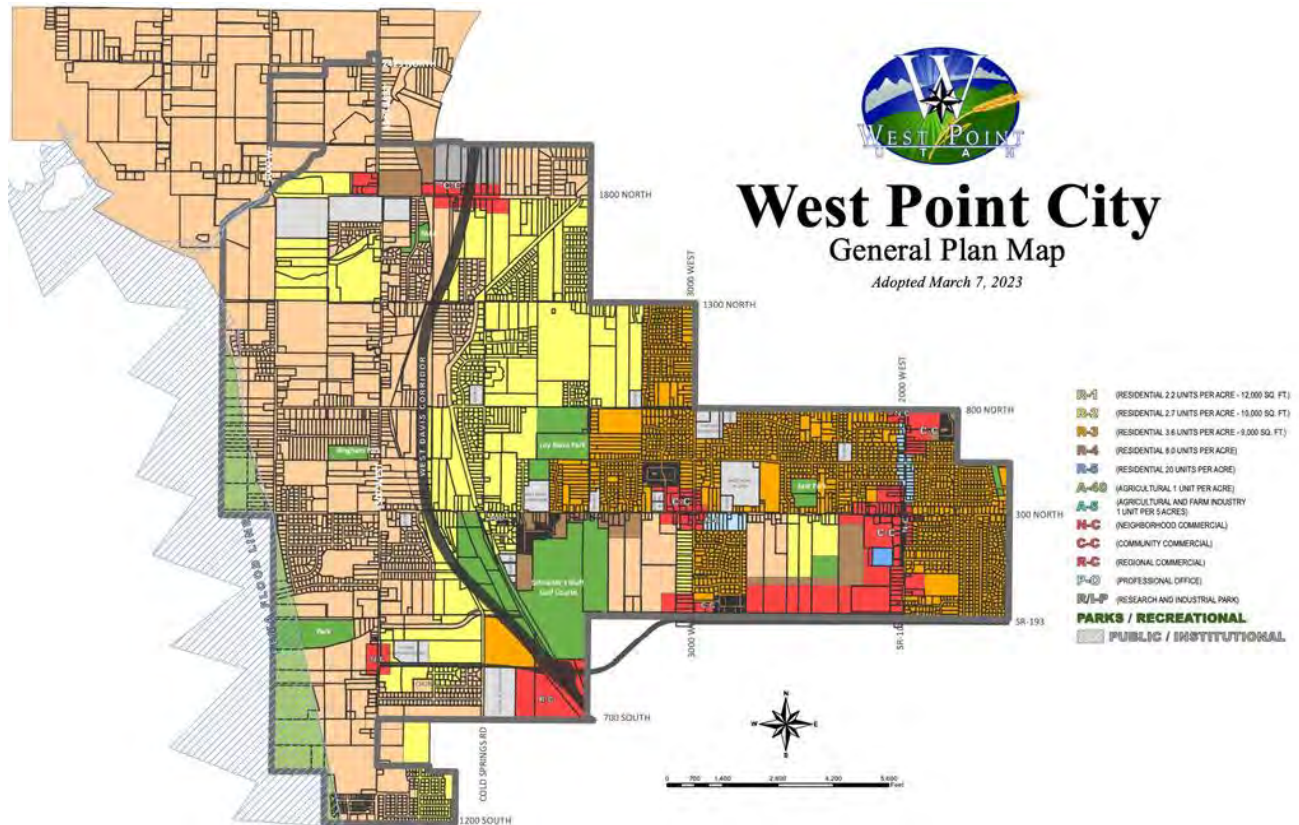 WEST POINT
UTAH
West Point City
General Plan Map
Adopted March 7, 2023
1800 NORTH
3000 WEST
1300 NORTH
WEST DAVIS CORRIDOR
2000 WEST
800 NORTH
300 NORTH
SR-193
700 SOUTH
COLD SPRINGS RD
1200 SOUTH
Park
Loy Blake Park
East Park
Schneiter's Bluff
Golf Course
C-C
R-C
N-C
R-1 (RESIDENTIAL 2.2 UNITS PER ACRE - 12,000 SQ. FT.)
R-2 (RESIDENTIAL 2.7 UNITS PER ACRE - 10,000 SQ. FT.)
R-3 (RESIDENTIAL 3.6 UNITS PER ACRE - 9,000 SQ. FT.)
R-4 (RESIDENTIAL 8.0 UNITS PER ACRE)
R-5 (RESIDENTIAL 20 UNITS PER ACRE)
A-40 (AGRICULTURAL 1 UNIT PER ACRE)
A-5 (AGRICULTURAL AND FARM INDUSTRY
1 UNIT PER 5 ACRES)
N-C (NEIGHBORHOOD COMMERCIAL)
C-C (COMMUNITY COMMERCIAL)
R-C (REGIONAL COMMERCIAL)
P-O (PROFESSIONAL OFFICE)
R/I-P (RESEARCH AND INDUSTRIAL PARK)
PARKS / RECREATIONAL
PUBLIC / INSTITUTIONAL
N
W E
S
0 700 1,400 2,800 4,200 5,600
Feet